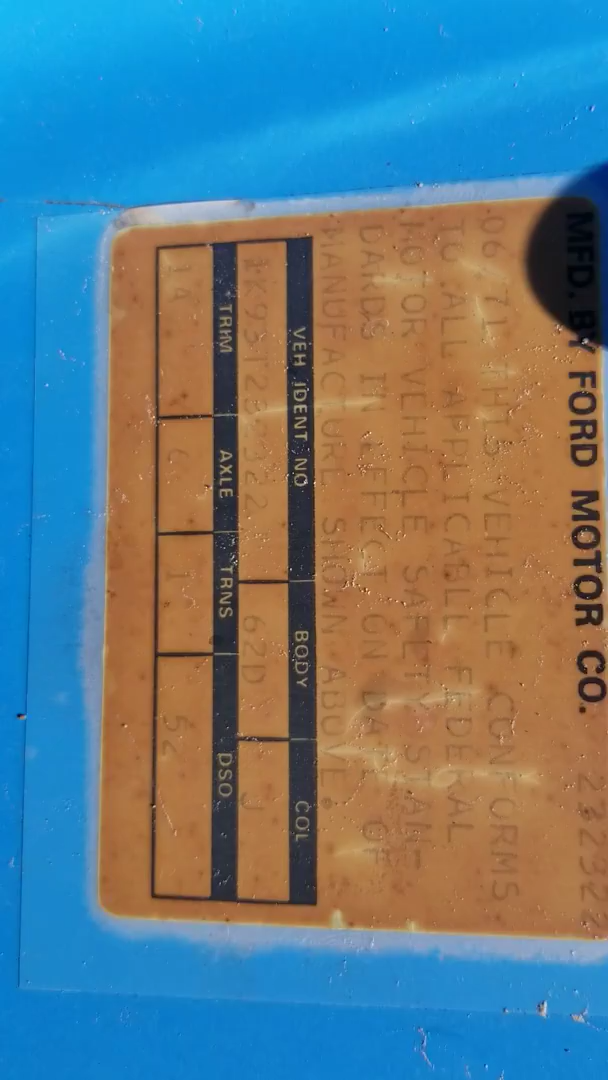 MFD. BY FORD MOTOR CO.
06/71 THIS VEHICLE CONFORMS
TO ALL APPLICABLE FEDERAL
MOTOR VEHICLE SAFETY STAN-
DARDS IN EFFECT ON DATE OF
MANUFACTURE SHOWN ABOVE.
VEH IDENT NO BODY COL
62D J
TRIM AXLE TRNS DSO